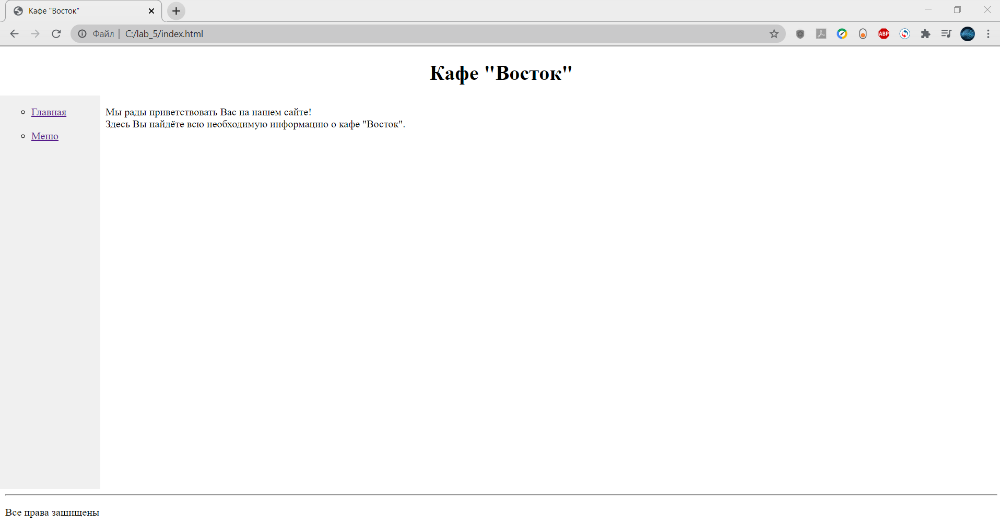 Кафе "Восток"
Файл | C:/lab_5/index.html
ABP
Кафе "Восток"
Главная
Меню
Мы рады приветствовать Вас на нашем сайте!
Здесь Вы найдёте всю необходимую информацию о кафе "Восток".
Все права защищены